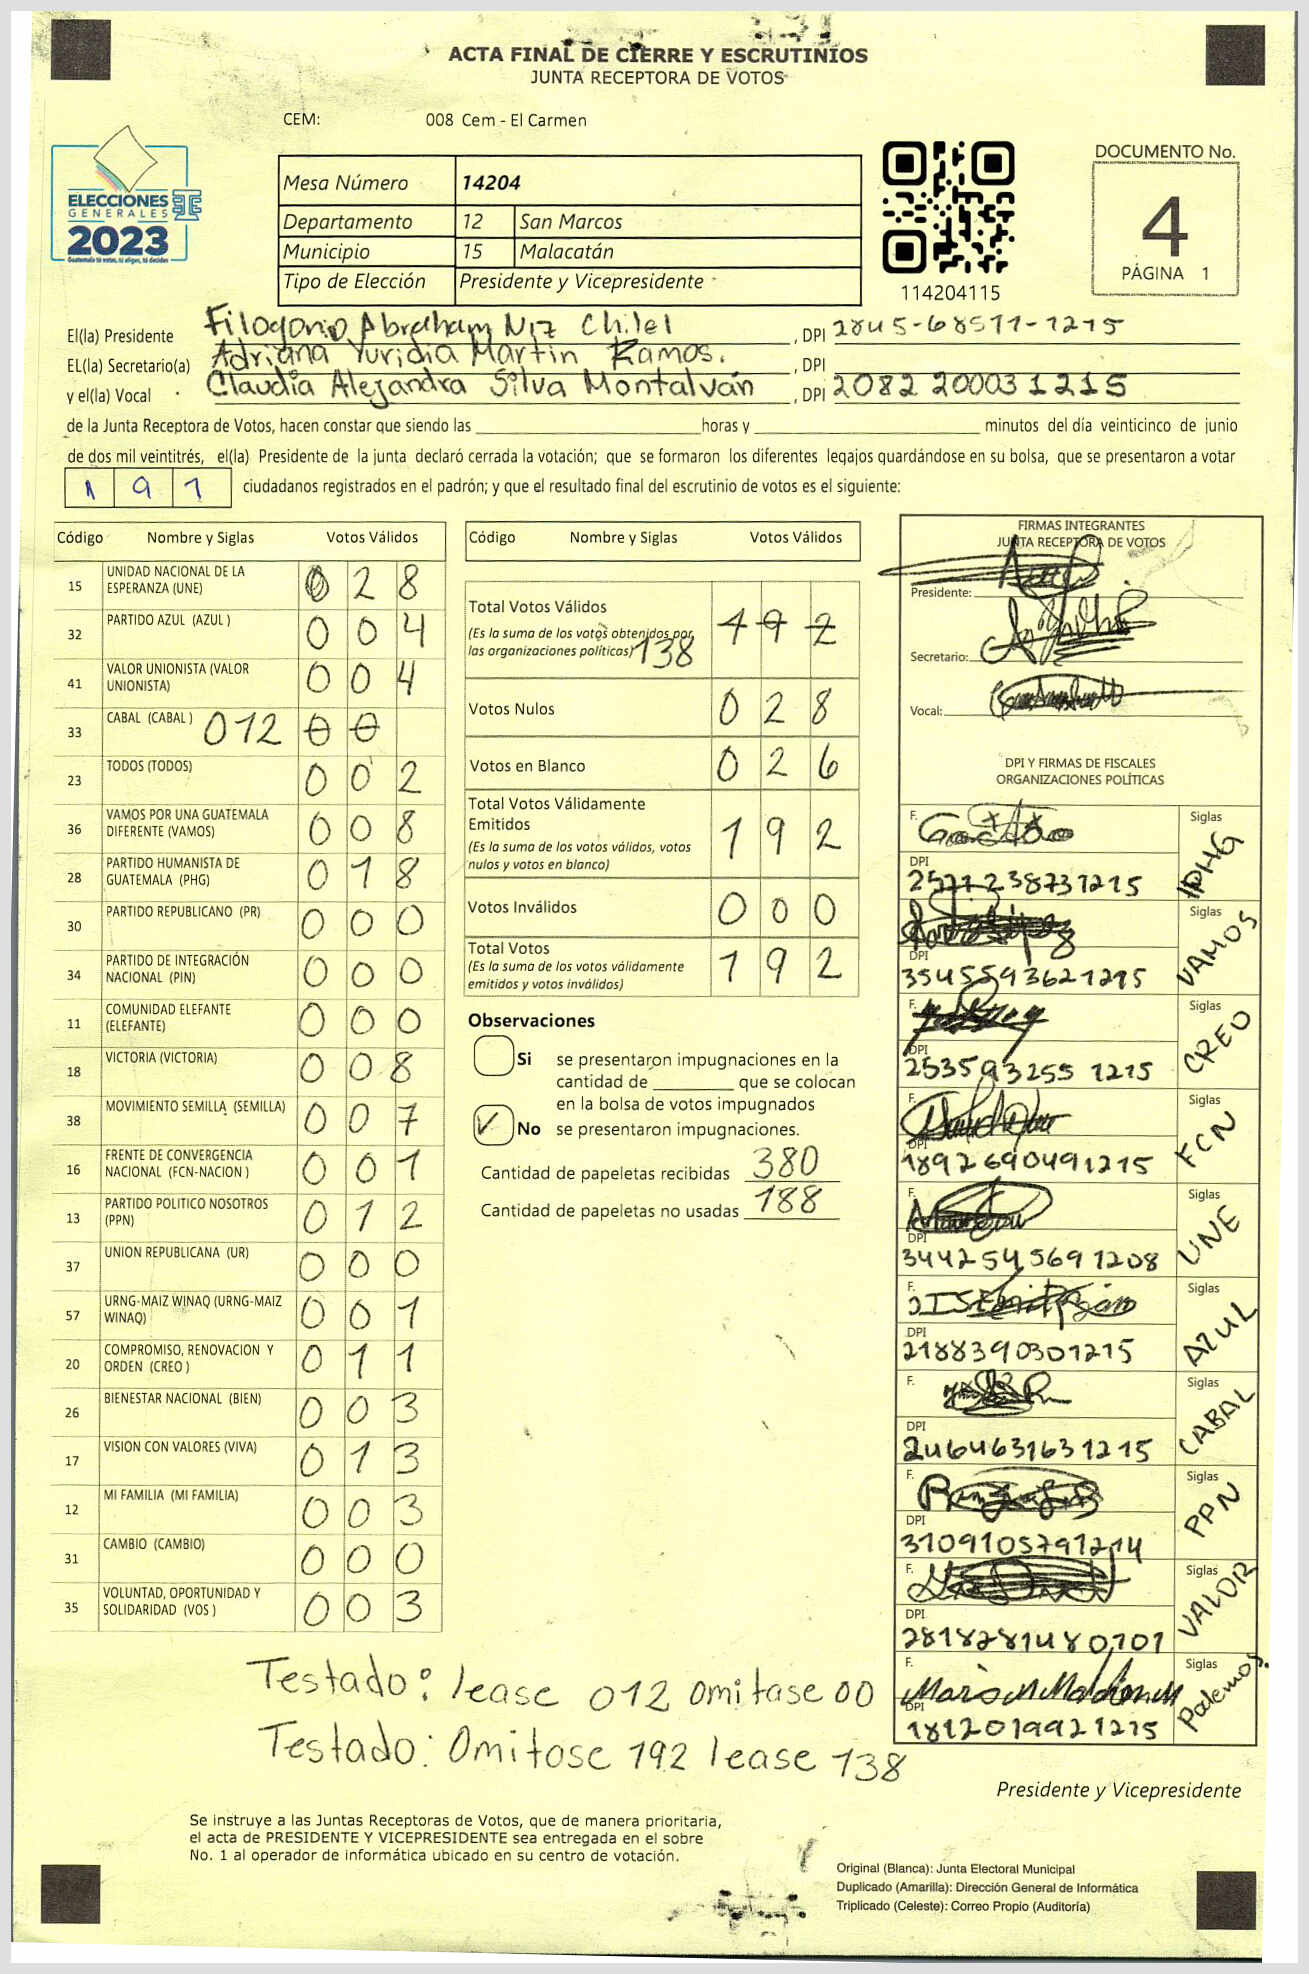 ACTA FINAL DE CIERRE Y ESCRUTINIOS
JUNTA RECEPTORA DE VOTOS
CEM: 008 Cem - El Carmen
ELECCIONES
GENERALES
2023
Guatemala tú votas, tú eliges, tú decides
Mesa Número 14204
Departamento 12 San Marcos
Municipio 15 Malacatán
Tipo de Elección Presidente y Vicepresidente
114204115
DOCUMENTO No.
4
PÁGINA 1
El(la) Presidente Filogonio Abraham Niz Chilel, DPI 2845-68511-1215
EL(la) Secretario(a) Adriana Yuridia Martin Ramos. , DPI
y el(la) Vocal Claudia Alejandra Silva Montalván , DPI 2082 20003 1215
de la Junta Receptora de Votos, hacen constar que siendo las horas y minutos del día veinticinco de junio
de dos mil veintitrés, el(la) Presidente de la junta declaró cerrada la votación; que se formaron los diferentes legajos guardándose en su bolsa, que se presentaron a votar
1 9 1 ciudadanos registrados en el padrón; y que el resultado final del escrutinio de votos es el siguiente:
Código Nombre y Siglas Votos Válidos
15 UNIDAD NACIONAL DE LA ESPERANZA (UNE) 0 2 8
32 PARTIDO AZUL (AZUL ) 0 0 4
41 VALOR UNIONISTA (VALOR UNIONISTA) 0 0 4
33 CABAL (CABAL ) 012 0 0
23 TODOS (TODOS) 0 0 2
36 VAMOS POR UNA GUATEMALA DIFERENTE (VAMOS) 0 0 8
28 PARTIDO HUMANISTA DE GUATEMALA (PHG) 0 1 8
30 PARTIDO REPUBLICANO (PR) 0 0 0
34 PARTIDO DE INTEGRACIÓN NACIONAL (PIN) 0 0 0
11 COMUNIDAD ELEFANTE (ELEFANTE) 0 0 0
18 VICTORIA (VICTORIA) 0 0 8
38 MOVIMIENTO SEMILLA (SEMILLA) 0 0 7
16 FRENTE DE CONVERGENCIA NACIONAL (FCN-NACION ) 0 0 1
13 PARTIDO POLITICO NOSOTROS (PPN) 0 1 2
37 UNION REPUBLICANA (UR) 0 0 0
57 URNG-MAIZ WINAQ (URNG-MAIZ WINAQ) 0 0 1
20 COMPROMISO, RENOVACION Y ORDEN (CREO ) 0 1 1
26 BIENESTAR NACIONAL (BIEN) 0 0 3
17 VISION CON VALORES (VIVA) 0 1 3
12 MI FAMILIA (MI FAMILIA) 0 0 3
31 CAMBIO (CAMBIO) 0 0 0
35 VOLUNTAD, OPORTUNIDAD Y SOLIDARIDAD (VOS ) 0 0 3
Código Nombre y Siglas Votos Válidos
Total Votos Válidos 1 9 2
(Es la suma de los votos obtenidos por
las organizaciones políticas) 138
Votos Nulos 0 2 8
Votos en Blanco 0 2 6
Total Votos Válidamente
Emitidos 1 9 2
(Es la suma de los votos válidos, votos
nulos y votos en blanco)
Votos Inválidos 0 0 0
Total Votos 1 9 2
(Es la suma de los votos válidamente
emitidos y votos inválidos)
Observaciones
Si se presentaron impugnaciones en la
cantidad de que se colocan
en la bolsa de votos impugnados
✓ No se presentaron impugnaciones.
Cantidad de papeletas recibidas 380
Cantidad de papeletas no usadas 188
FIRMAS INTEGRANTES
JUNTA RECEPTORA DE VOTOS
Presidente:
Secretario:
Vocal:
DPI Y FIRMAS DE FISCALES
ORGANIZACIONES POLÍTICAS
F. Siglas PHG
DPI 2571238731215
Siglas VAMOS
DPI 3545593621215
F. Siglas CREO
DPI 253593255 1215
F. Siglas FCN
DPI 1892690491215
F. Siglas UNE
DPI 3442545691208
F. Siglas AZUL
DPI 2188390301215
F. Siglas CABAL
DPI 2464631631215
F. Siglas PPN
DPI 3109105791214
F. Siglas VALOR
DPI 2818281480101
F. Siglas Podemos.
DPI 1812019921215
Testado: lease 012 omitase 00
Testado: Omitose 192 lease 138
Presidente y Vicepresidente
Se instruye a las Juntas Receptoras de Votos, que de manera prioritaria,
el acta de PRESIDENTE Y VICEPRESIDENTE sea entregada en el sobre
No. 1 al operador de informática ubicado en su centro de votación.
Original (Blanca): Junta Electoral Municipal
Duplicado (Amarilla): Dirección General de Informática
Triplicado (Celeste): Correo Propio (Auditoría)